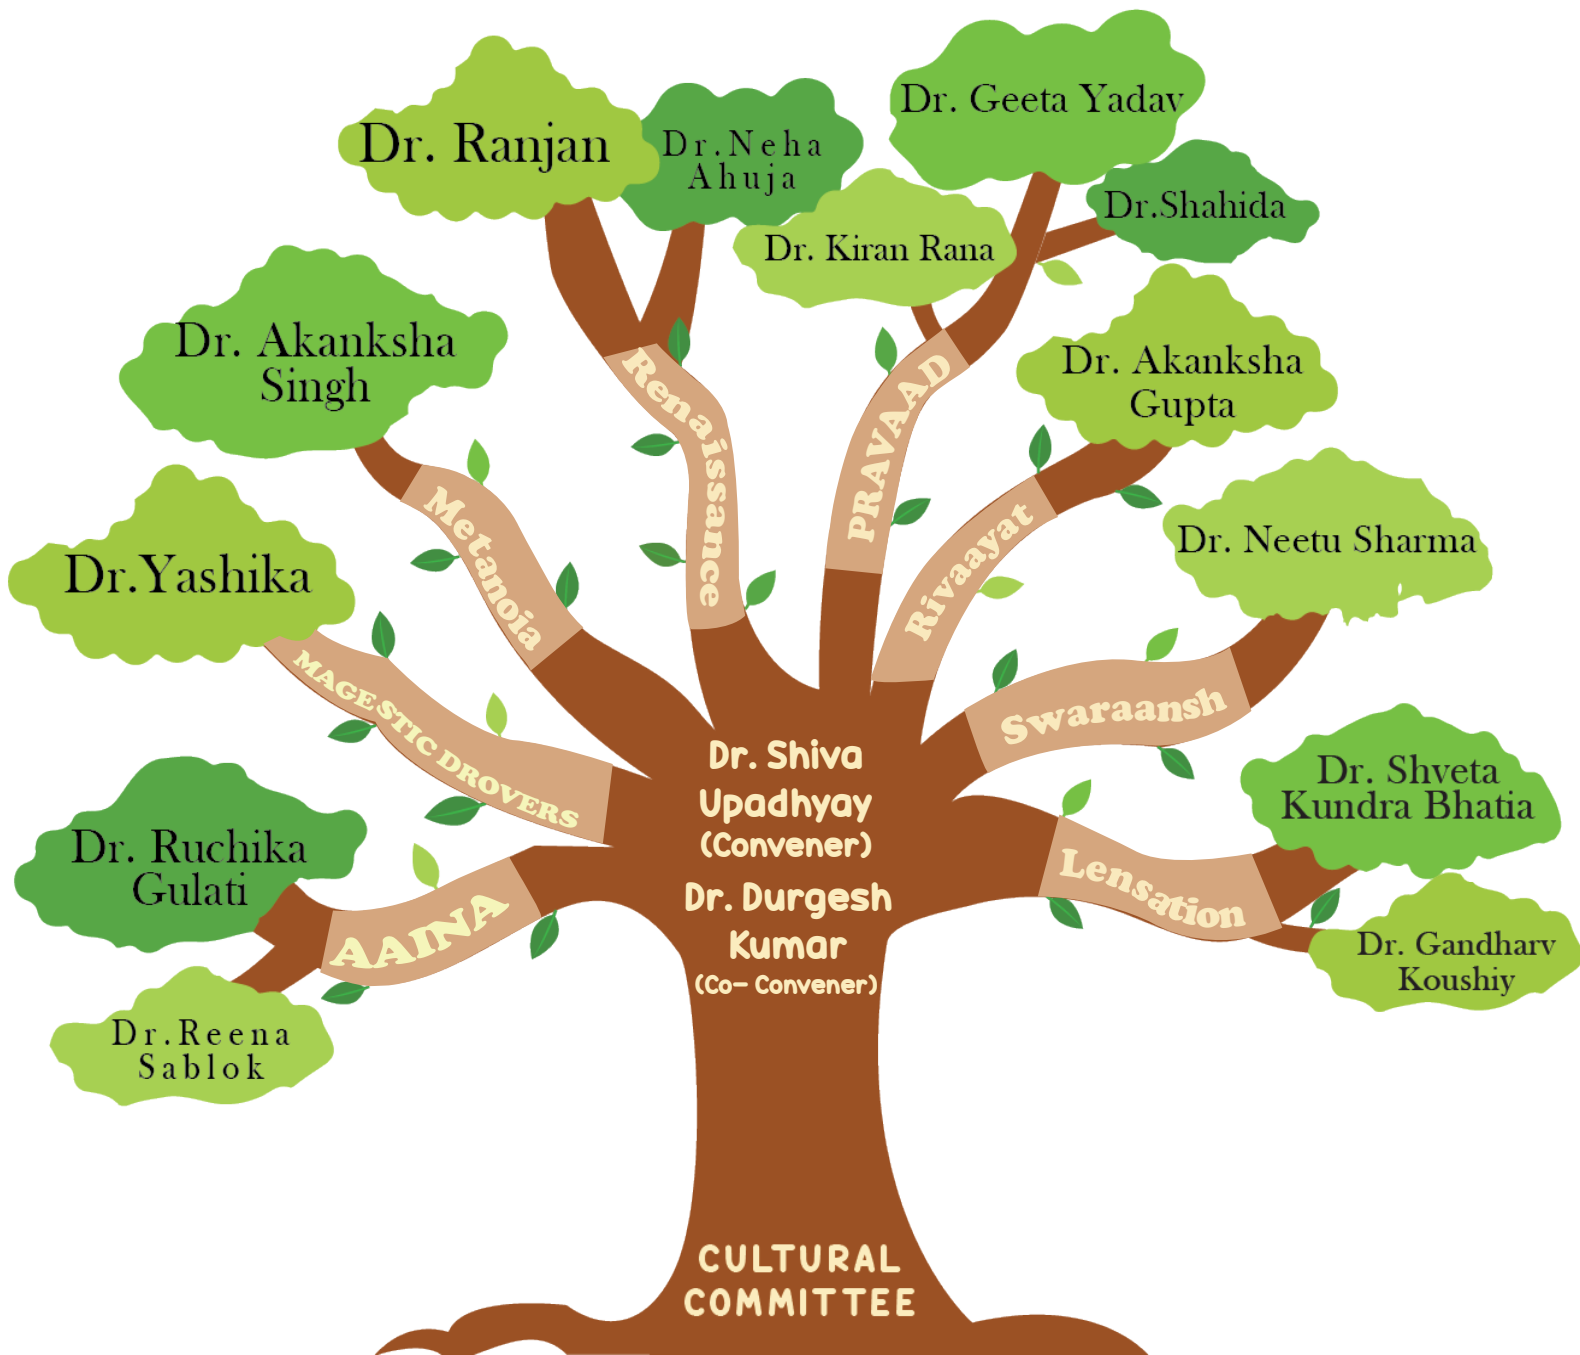 Dr. Geeta Yadav
Dr. Ranjan
Dr.Neha
Ahuja
Dr.Shahida
Dr. Kiran Rana
Dr. Akanksha
Singh
Dr. Akanksha
Gupta
Renaissance
PRAVAAD
Metanoia
Rivaayat
Dr. Neetu Sharma
Dr.Yashika
MAGESTIC DROVERS
Swaraansh
Dr. Shiva
Upadhyay
(Convener)
Dr. Durgesh
Kumar
(Co- Convener)
Dr. Shveta
Kundra Bhatia
Dr. Ruchika
Gulati
Lensation
AAINA
Dr. Gandharv
Koushiy
Dr.Reena
Sablok
CULTURAL
COMMITTEE